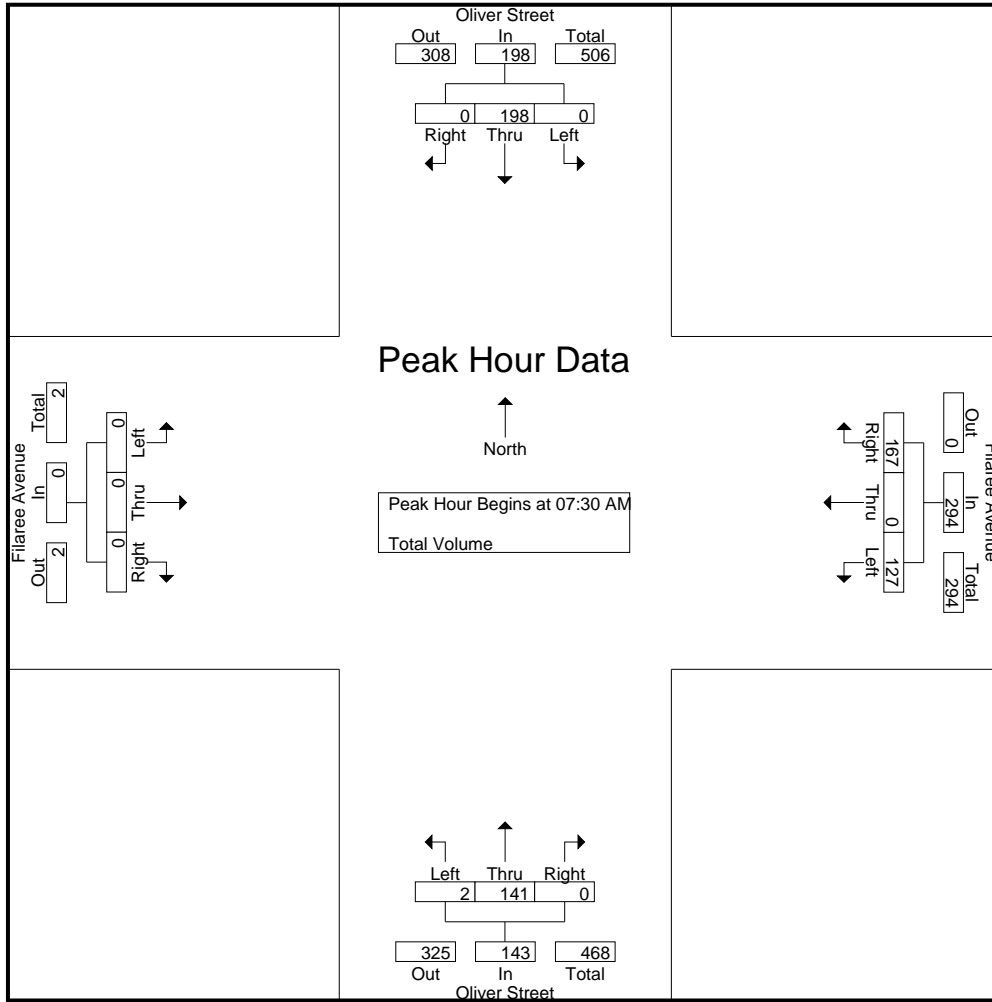 Oliver Street
Out In Total
308 198 506
0 198 0
Right Thru Left
Peak Hour Data
North
Peak Hour Begins at 07:30 AM
Total Volume
Filaree Avenue
Out In Total
2 0 2
0 0 0
Right Thru Left
Filaree Avenue
Out In Total
0 294 294
167 0 127
Right Thru Left
Left Thru Right
2 141 0
325 143 468
Out In Total
Oliver Street